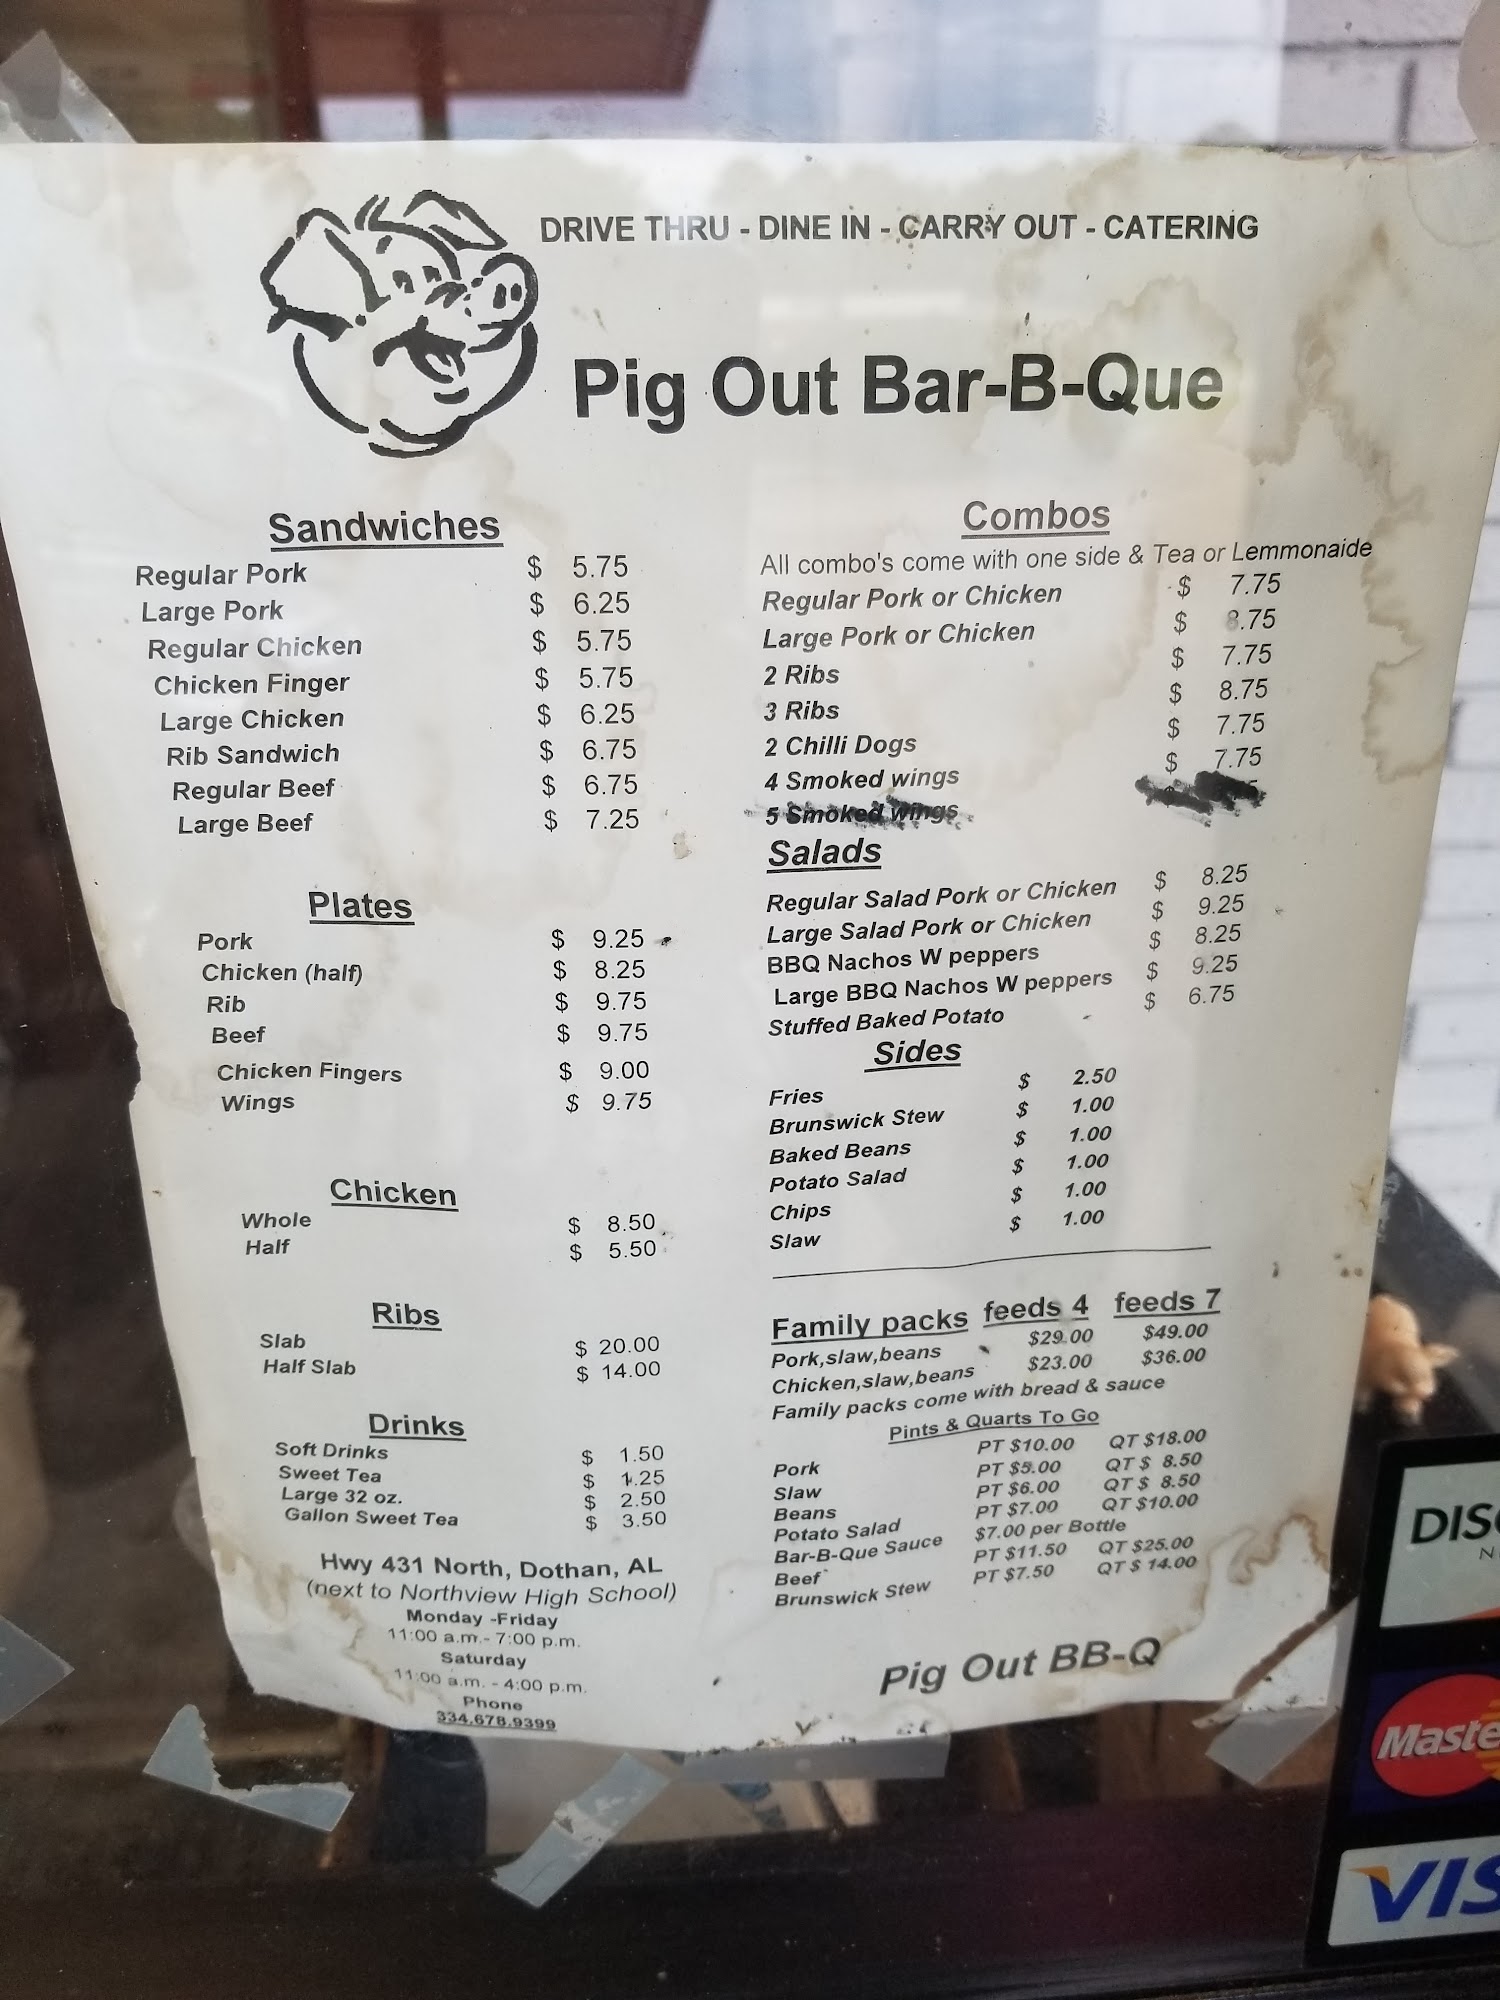 DRIVE THRU - DINE IN - CARRY OUT - CATERING
Pig Out Bar-B-Que
Sandwiches
Regular Pork $ 5.75
Large Pork $ 6.25
Regular Chicken $ 5.75
Chicken Finger $ 5.75
Large Chicken $ 6.25
Rib Sandwich $ 6.75
Regular Beef $ 6.75
Large Beef $ 7.25
Plates
Pork $ 9.25
Chicken (half) $ 8.25
Rib $ 9.75
Beef $ 9.75
Chicken Fingers $ 9.00
Wings $ 9.75
Chicken
Whole $ 8.50
Half $ 5.50
Ribs
Slab $ 20.00
Half Slab $ 14.00
Drinks
Soft Drinks $ 1.50
Sweet Tea $ 1.25
Large 32 oz. $ 2.50
Gallon Sweet Tea $ 3.50
Hwy 431 North, Dothan, AL
(next to Northview High School)
Monday -Friday
11:00 a.m.- 7:00 p.m.
Saturday
11:00 a.m. - 4:00 p.m.
Phone
334.678.9399
Combos
All combo's come with one side & Tea or Lemmonaide
Regular Pork or Chicken $ 7.75
Large Pork or Chicken $ 8.75
2 Ribs $ 7.75
3 Ribs $ 8.75
2 Chilli Dogs $ 7.75
4 Smoked wings $ 7.75
5 Smoked wings
Salads
Regular Salad Pork or Chicken $ 8.25
Large Salad Pork or Chicken $ 9.25
BBQ Nachos W peppers $ 8.25
Large BBQ Nachos W peppers $ 9.25
Stuffed Baked Potato $ 6.75
Sides
Fries $ 2.50
Brunswick Stew $ 1.00
Baked Beans $ 1.00
Potato Salad $ 1.00
Chips $ 1.00
Slaw $ 1.00
Family packs feeds 4 feeds 7
Pork,slaw,beans $29.00 $49.00
Chicken,slaw,beans $23.00 $36.00
Family packs come with bread & sauce
Pints & Quarts To Go
Pork PT $10.00 QT $18.00
Slaw PT $5.00 QT $ 8.50
Beans PT $6.00 QT $ 8.50
Potato Salad PT $7.00 QT $10.00
Bar-B-Que Sauce $7.00 per Bottle
Beef PT $11.50 QT $25.00
Brunswick Stew PT $7.50 QT $ 14.00
Pig Out BB-Q
DISC
N
Maste
VIS